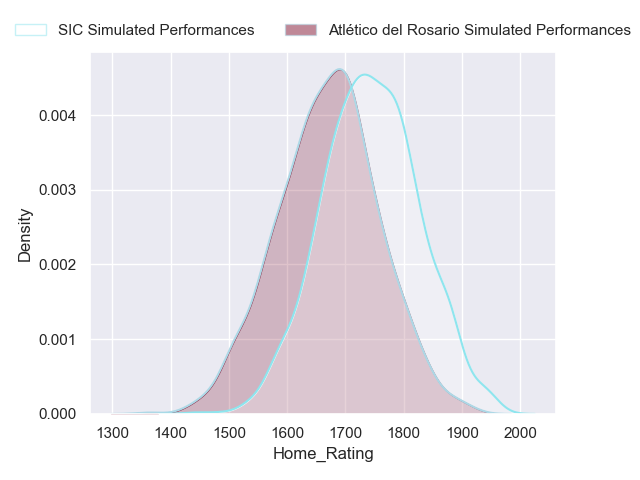 SIC Simulated Performances
Atlético del Rosario Simulated Performances
0.004
0.003
0.002
0.001
0.000
Density
1300 1400 1500 1600 1700 1800 1900 2000
Home_Rating